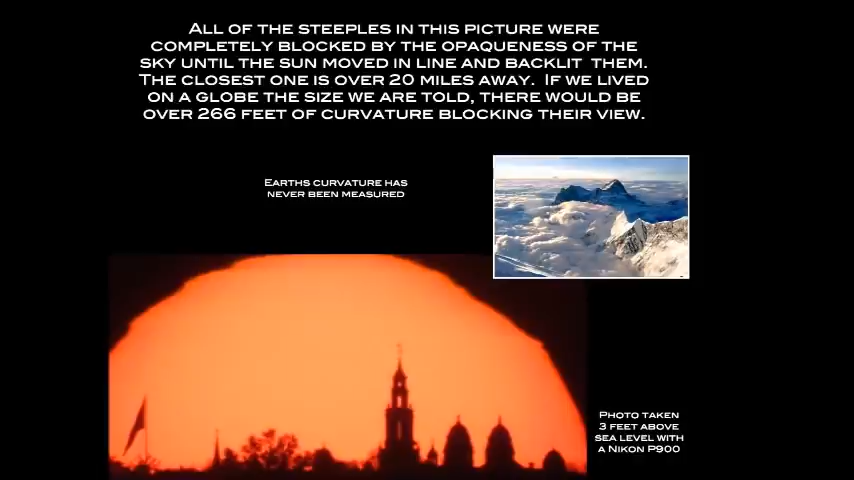 ALL OF THE STEEPLES IN THIS PICTURE WERE
COMPLETELY BLOCKED BY THE OPAQUENESS OF THE
SKY UNTIL THE SUN MOVED IN LINE AND BACKLIT THEM.
THE CLOSEST ONE IS OVER 20 MILES AWAY. IF WE LIVED
ON A GLOBE THE SIZE WE ARE TOLD, THERE WOULD BE
OVER 266 FEET OF CURVATURE BLOCKING THEIR VIEW.
EARTHS CURVATURE HAS
NEVER BEEN MEASURED
PHOTO TAKEN
3 FEET ABOVE
SEA LEVEL WITH
A NIKON P900